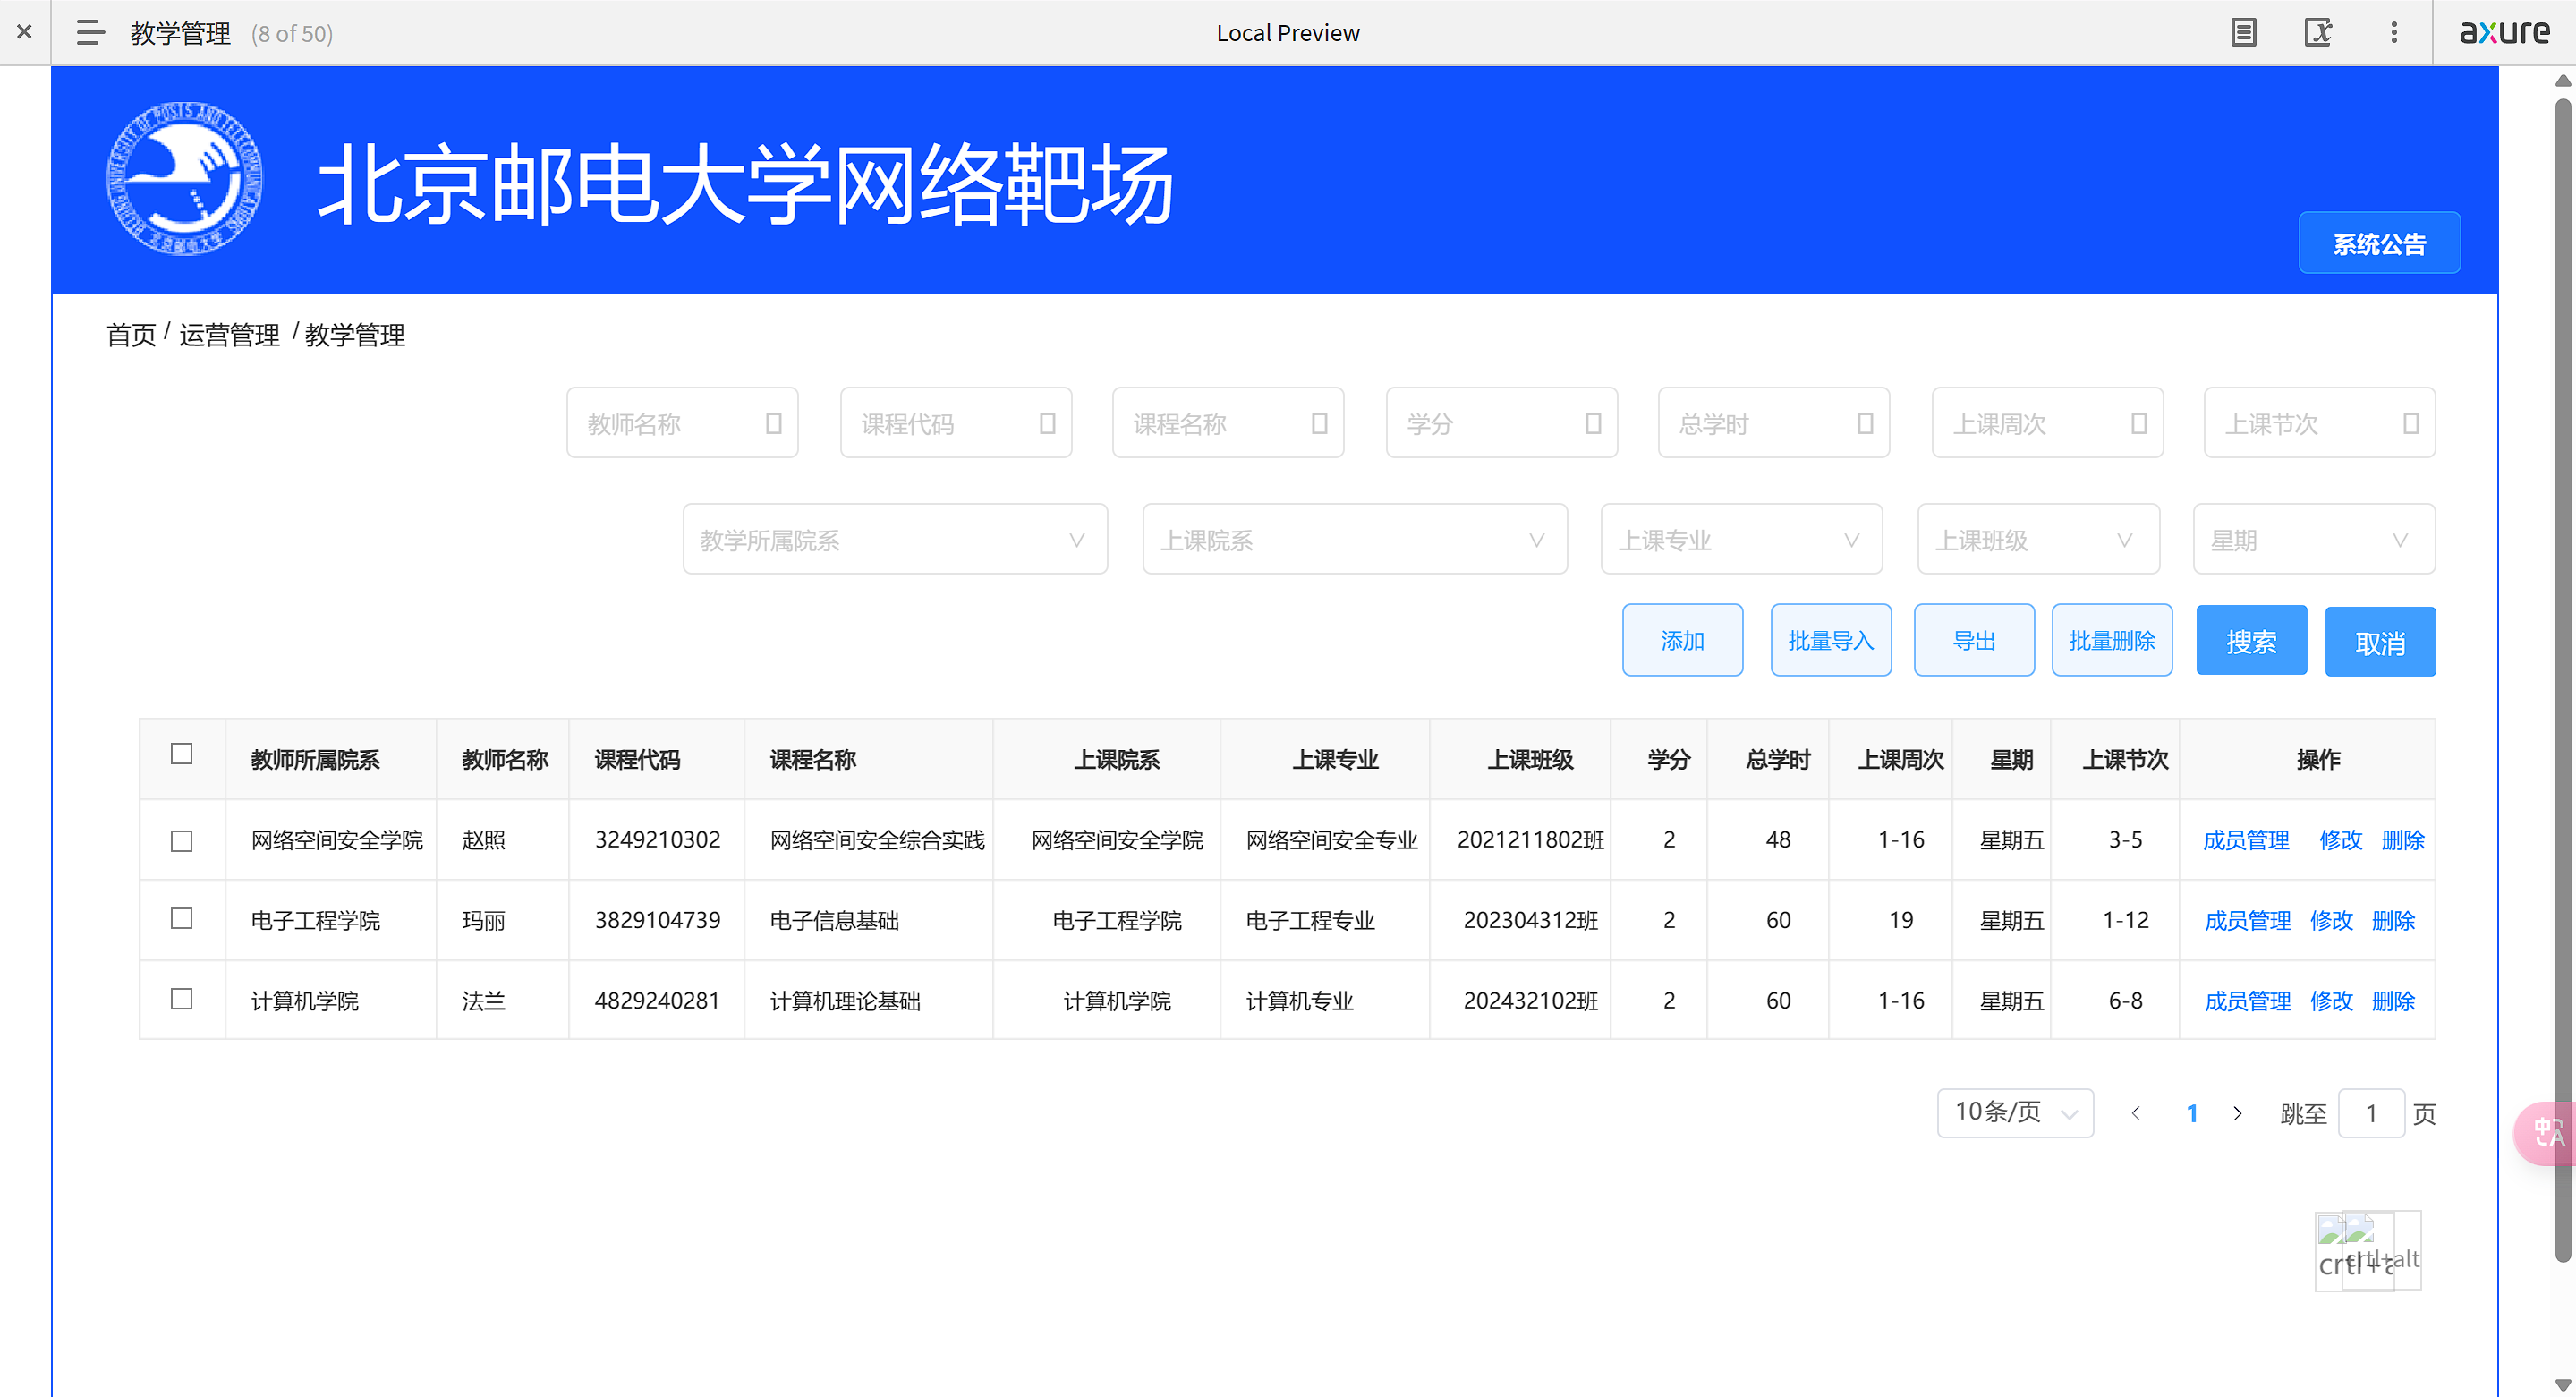 教学管理 (8 of 50) Local Preview axure
BEIJING UNIVERSITY OF POSTS AND TELECOMMUNICATIONS
北京邮电大学
北京邮电大学网络靶场
系统公告
首页 / 运营管理 / 教学管理
教师名称 课程代码 课程名称 学分 总学时 上课周次 上课节次
教学所属院系 上课院系 上课专业 上课班级 星期
添加 批量导入 导出 批量删除 搜索 取消
教师所属院系 教师名称 课程代码 课程名称 上课院系 上课专业 上课班级 学分 总学时 上课周次 星期 上课节次 操作
网络空间安全学院 赵照 3249210302 网络空间安全综合实践 网络空间安全学院 网络空间安全专业 2021211802班 2 48 1-16 星期五 3-5 成员管理 修改 删除
电子工程学院 玛丽 3829104739 电子信息基础 电子工程学院 电子工程专业 202304312班 2 60 19 星期五 1-12 成员管理 修改 删除
计算机学院 法兰 4829240281 计算机理论基础 计算机学院 计算机专业 202432102班 2 60 1-16 星期五 6-8 成员管理 修改 删除
10条/页 1 跳至 1 页
中A
crtl+a crtl+alt